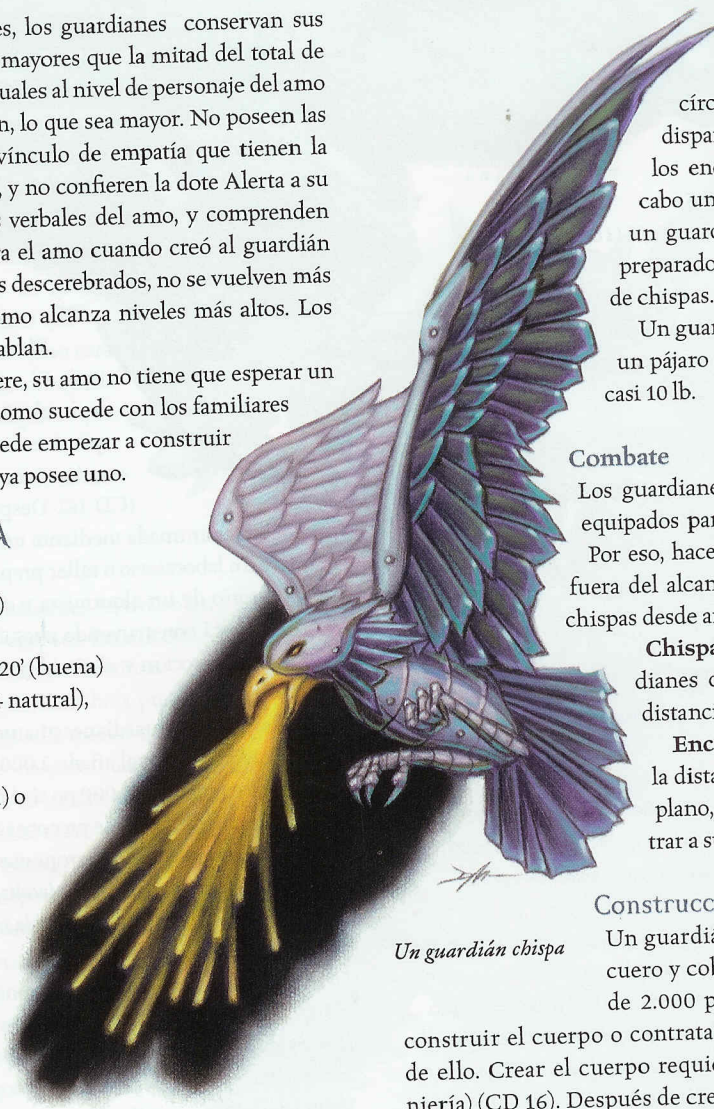 es, los guardianes conservan sus
mayores que la mitad del total de
uales al nivel de personaje del amo
n, lo que sea mayor. No poseen las
vínculo de empatía que tienen la
, y no confieren la dote Alerta a su
s verbales del amo, y comprenden
ra el amo cuando creó al guardián
s descerebrados, no se vuelven más
mo alcanza niveles más altos. Los
ablan.
ere, su amo no tiene que esperar un
omo sucede con los familiares
ede empezar a construir
ya posee uno.
A
)
20' (buena)
natural),
) o
círc
dispar
los en
cabo un
un guard
preparado
de chispas.
Un guar
un pájaro
casi 10 lb.
Combate
Los guardiane
equipados par
Por eso, hace
fuera del alcan
chispas desde a
Chispa
dianes c
distanci
Enc
la dista
plano,
trar a s
Construcc
Un guardiá
cuero y col
de 2.000 p
construir el cuerpo o contrata
de ello. Crear el cuerpo requi
niería) (CD 16). Después de cre
Un guardián chispa